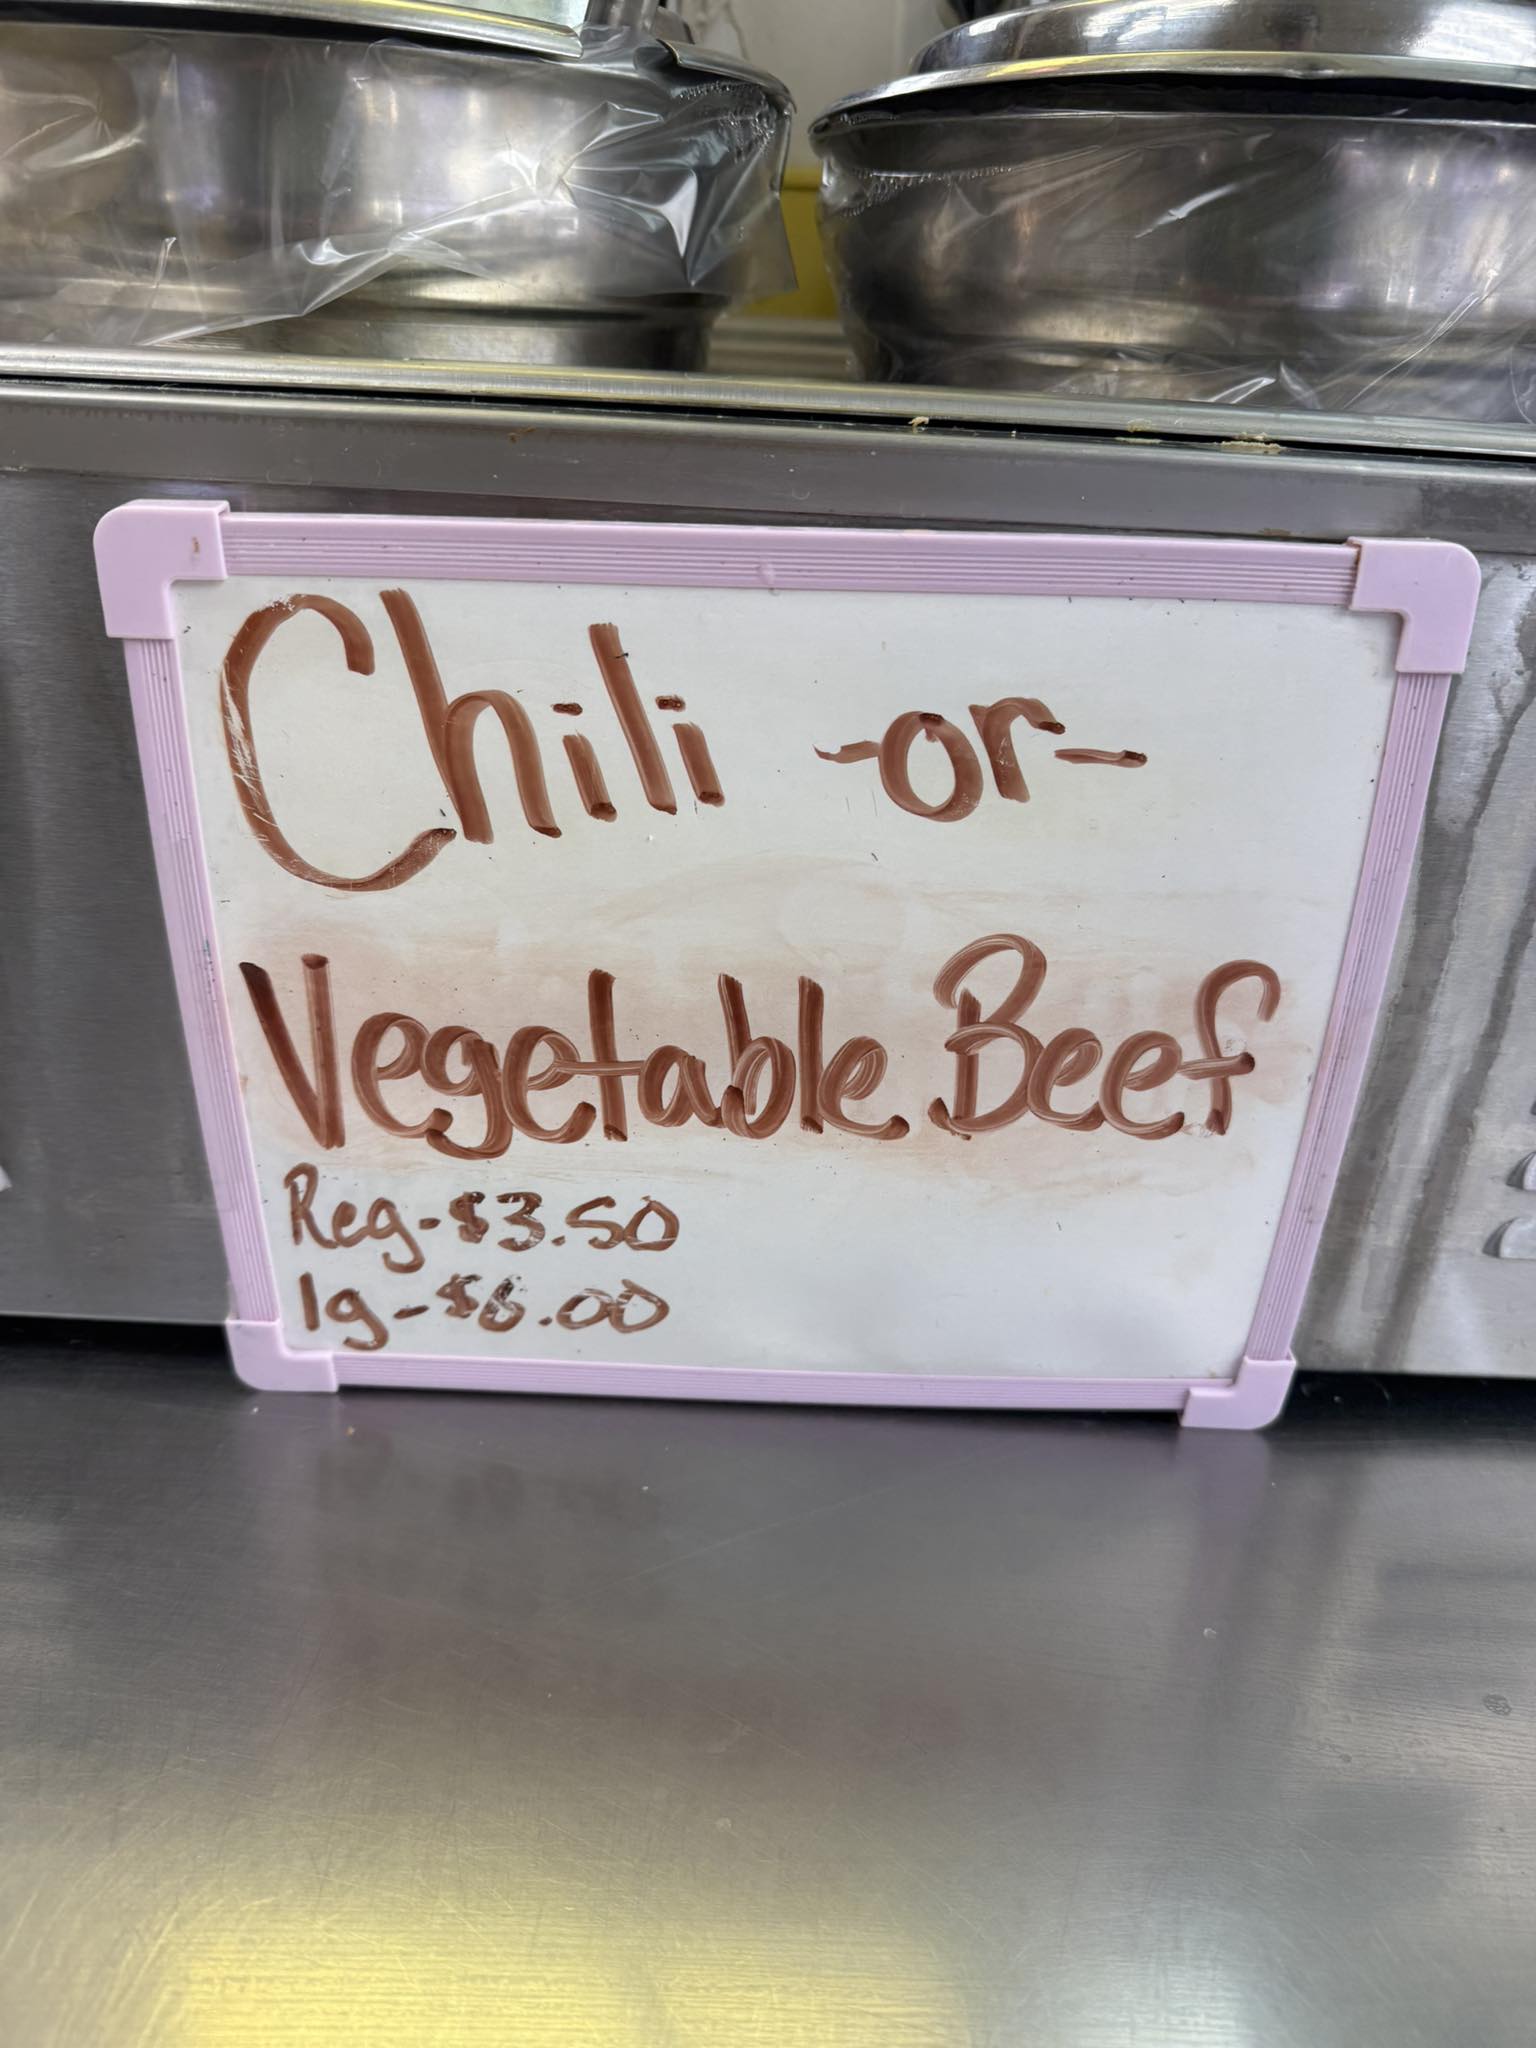 Chili -or-
Vegetable Beef
Reg-$3.50
lg-$6.00